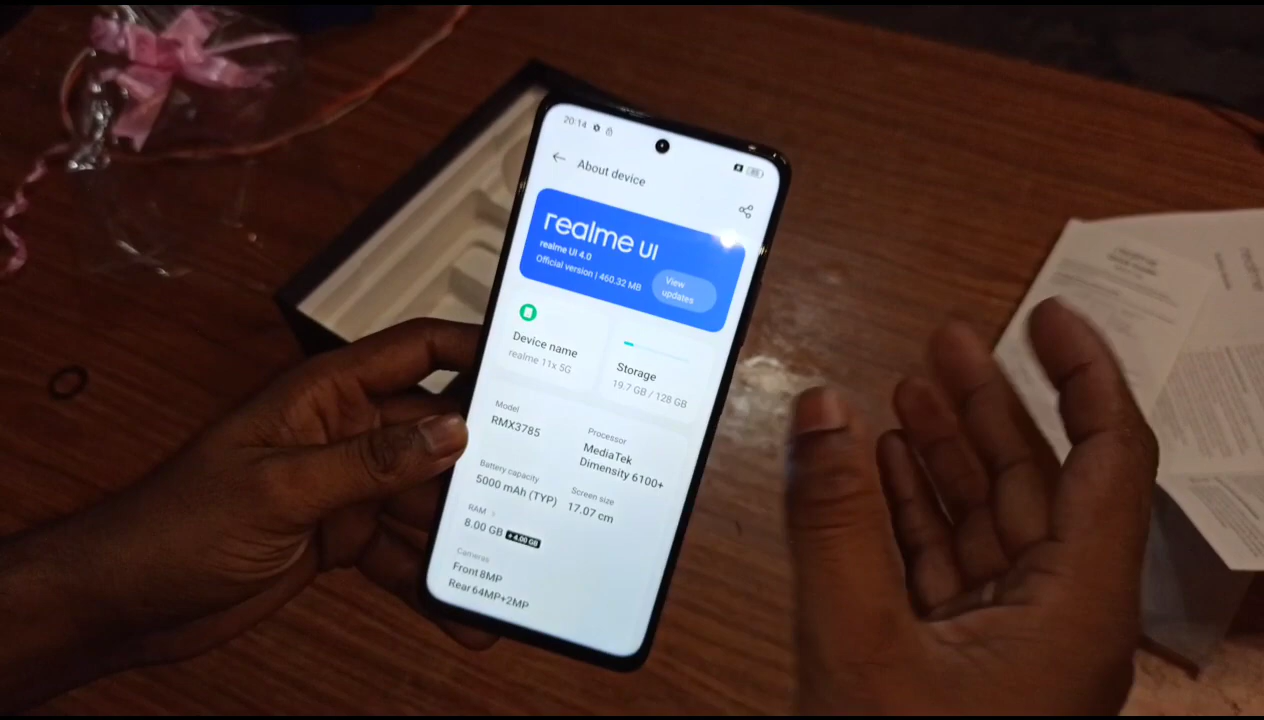 20:14
About device
realme UI
realme UI 4.0
Official version | 460.32 MB
View
updates
Device name
realme 11x 5G
Storage
19.7 GB / 128 GB
Model
RMX3785
Processor
MediaTek
Dimensity 6100+
Battery capacity
5000 mAh (TYP)
Screen size
17.07 cm
RAM
8.00 GB + 4.00 GB
Cameras
Front 8MP
Rear 64MP+2MP